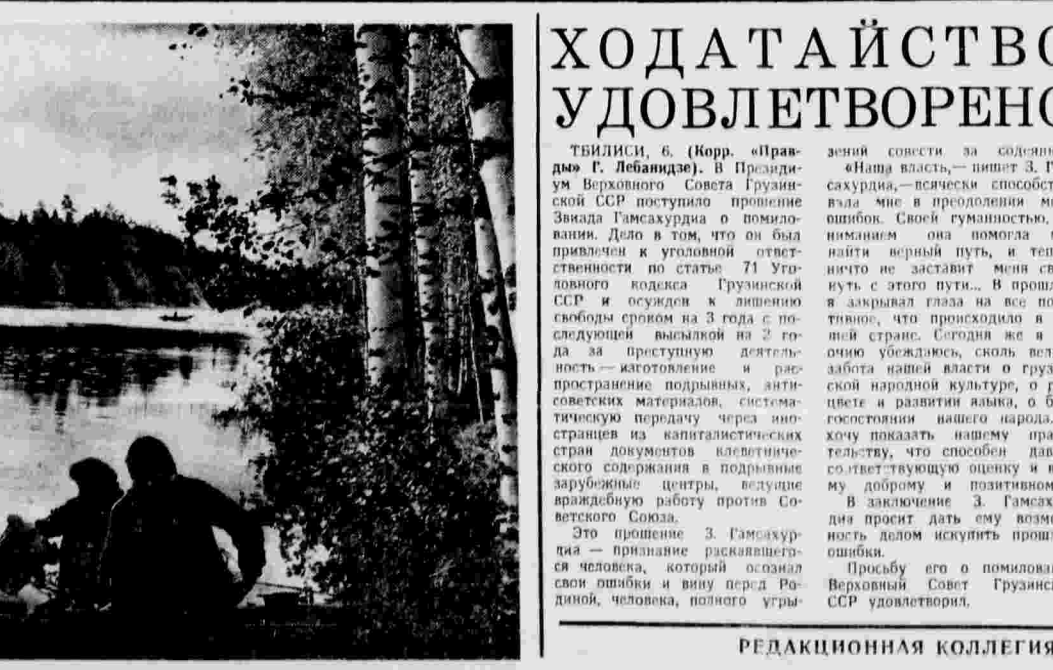 ХОДАТАЙСТВО
УДОВЛЕТВОРЕНО
ТБИЛИСИ, 6. (Корр. «Прав-
ды» Г. Лебанидзе). В Президи-
ум Верховного Совета Грузин-
ской ССР поступило прошение
Звиада Гамсахурдиа о помило-
вании. Дело в том, что он был
привлечен к уголовной ответ-
ственности по статье 71 Уго-
ловного кодекса Грузинской
ССР и осужден к лишению
свободы сроком на 3 года с по-
следующей высылкой на 2 го-
да за преступную деятель-
ность — изготовление и рас-
пространение подрывных, анти-
советских материалов, система-
тическую передачу через ино-
странцев из капиталистических
стран документов клеветниче-
ского содержания в подрывные
зарубежные центры, ведущие
враждебную работу против Со-
ветского Союза.
Это прошение З. Гамсахур-
диа — признание раскаявшего-
ся человека, который осознал
свои ошибки и вину перед Ро-
диной, человека, полного угры-
зений совести за содеян
«Наша власть,— пишет З. Г
сахурдиа,—всячески способст
вала мне в преодолении м
ошибок. Своей гуманностью,
ниманием она помогла
найти верный путь, и теп
ничто не заставит меня св
нуть с этого пути... В прош
я закрывал глаза на все по
тивное, что происходило в
шей стране. Сегодня же я
очию убеждаюсь, сколь вел
забота нашей власти о груз
ской народной культуре, о р
цвете и развитии языка, о б
госостоянии нашего народа.
хочу показать нашему пра
тельству, что способен дав
соответствующую оценку и в
му доброму и позитивном
В заключение З. Гамсах
диа просит дать ему возмо
ность делом искупить прош
ошибки.
Просьбу его о помилова
Верховный Совет Грузинс
ССР удовлетворил.
РЕДАКЦИОННАЯ КОЛЛЕГИЯ